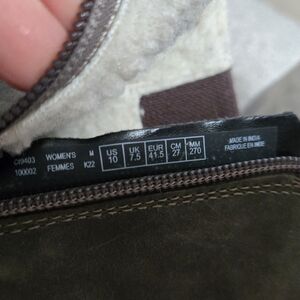 CI9403 WOMEN'S M US UK EUR CM MM MADE IN INDIA
100002 FEMMES K22 10 7.5 41.5 27 270 FABRIQUÉ EN INDE